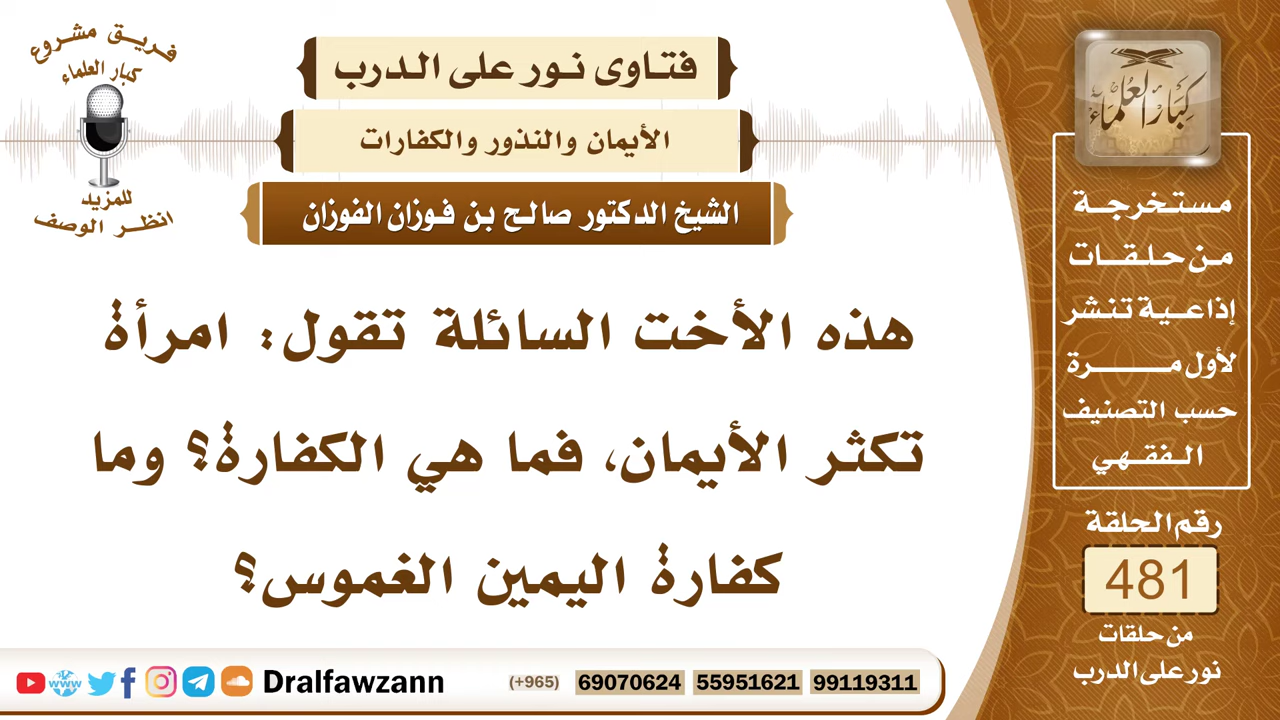 فريق مشروع
كبار العلماء
للمزيد
انظر الوصف
فتاوى نور على الدرب
الأيمان والنذور والكفارات
الشيخ الدكتور صالح بن فوزان الفوزان
هذه الأخت السائلة تقول: امرأة
تكثر الأيمان، فما هي الكفارة؟ وما
كفارة اليمين الغموس؟
كبار العلماء
مستخرجة
من حلقات
إذاعية تنشر
لأول مرة
حسب التصنيف
الفقهي
رقم الحلقة
481
من حلقات
نور على الدرب
www Dralfawzann (+965) 69070624 55951621 99119311